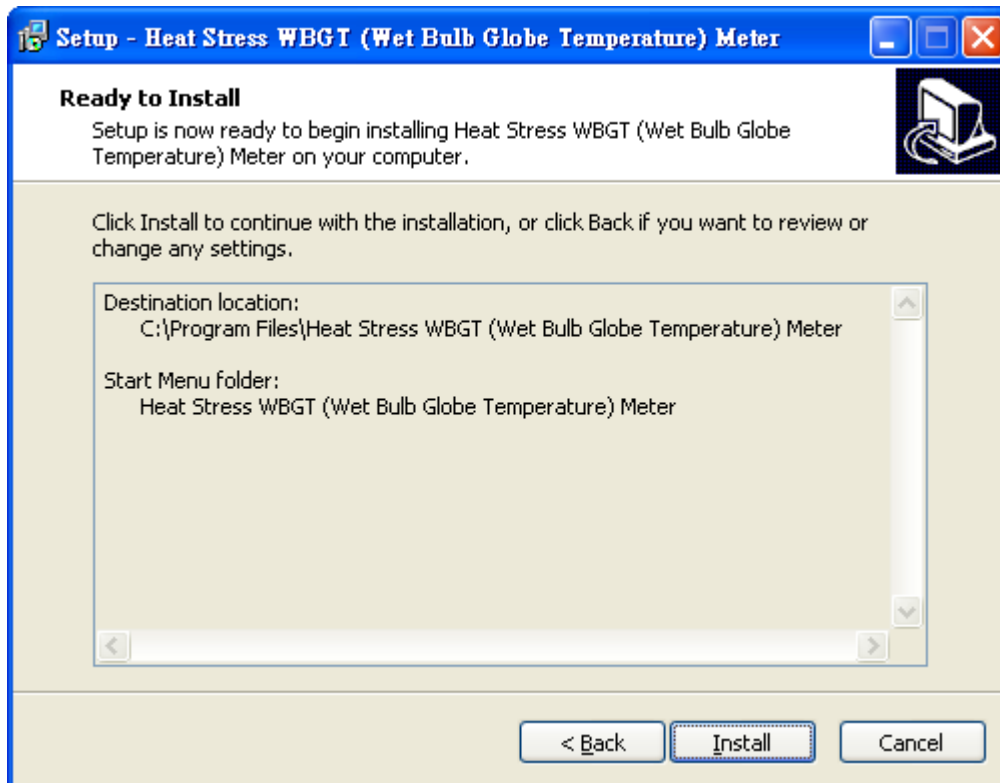 Setup - Heat Stress WBGT (Wet Bulb Globe Temperature) Meter
Ready to Install
Setup is now ready to begin installing Heat Stress WBGT (Wet Bulb Globe
Temperature) Meter on your computer.
Click Install to continue with the installation, or click Back if you want to review or
change any settings.
Destination location:
C:\Program Files\Heat Stress WBGT (Wet Bulb Globe Temperature) Meter
Start Menu folder:
Heat Stress WBGT (Wet Bulb Globe Temperature) Meter
< Back
Install
Cancel